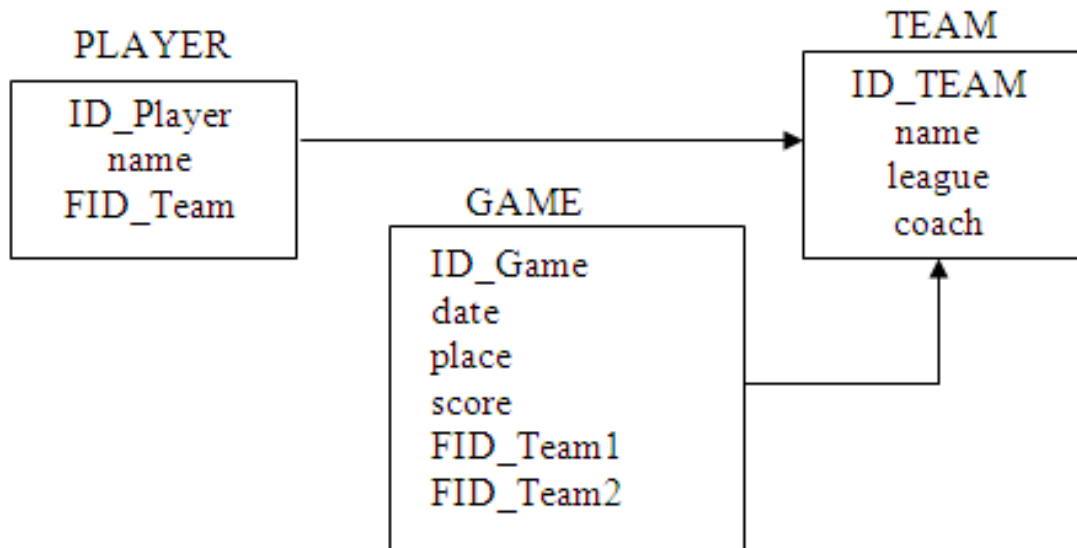 PLAYER
ID_Player
name
FID_Team
TEAM
ID_TEAM
name
league
coach
GAME
ID_Game
date
place
score
FID_Team1
FID_Team2